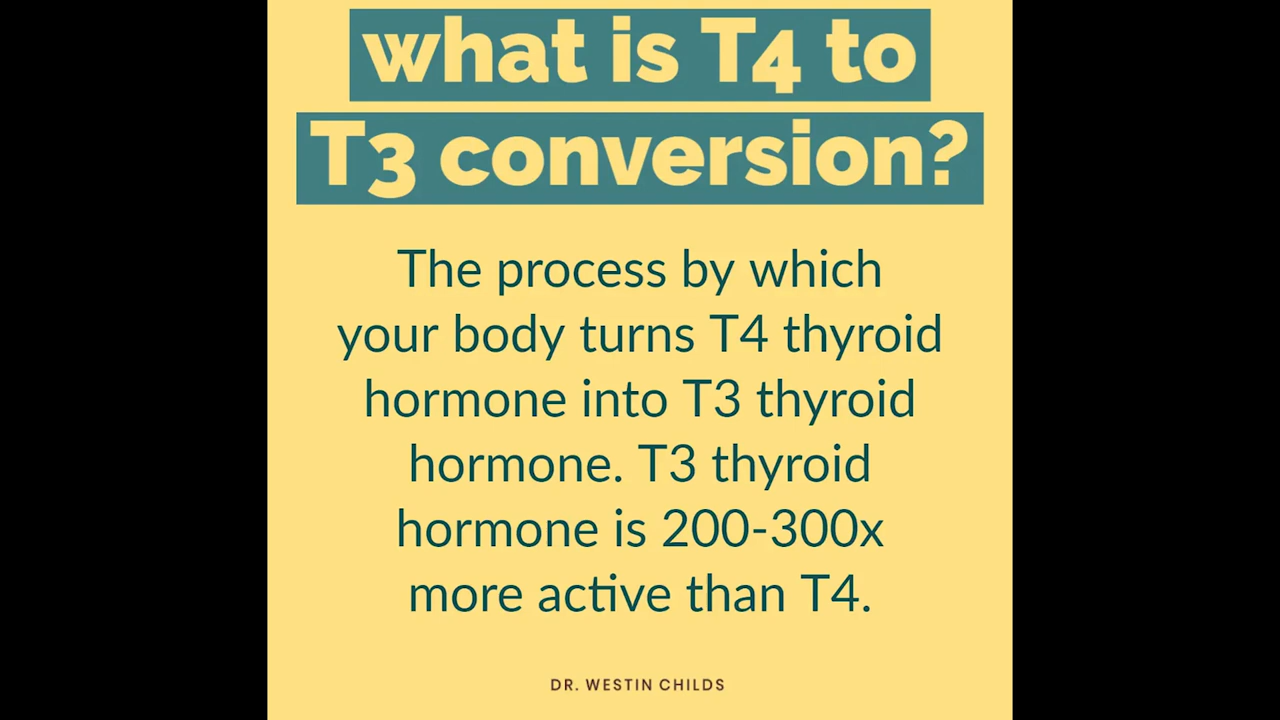 what is T4 to
T3 conversion?
The process by which
your body turns T4 thyroid
hormone into T3 thyroid
hormone. T3 thyroid
hormone is 200-300x
more active than T4.
DR. WESTIN CHILDS